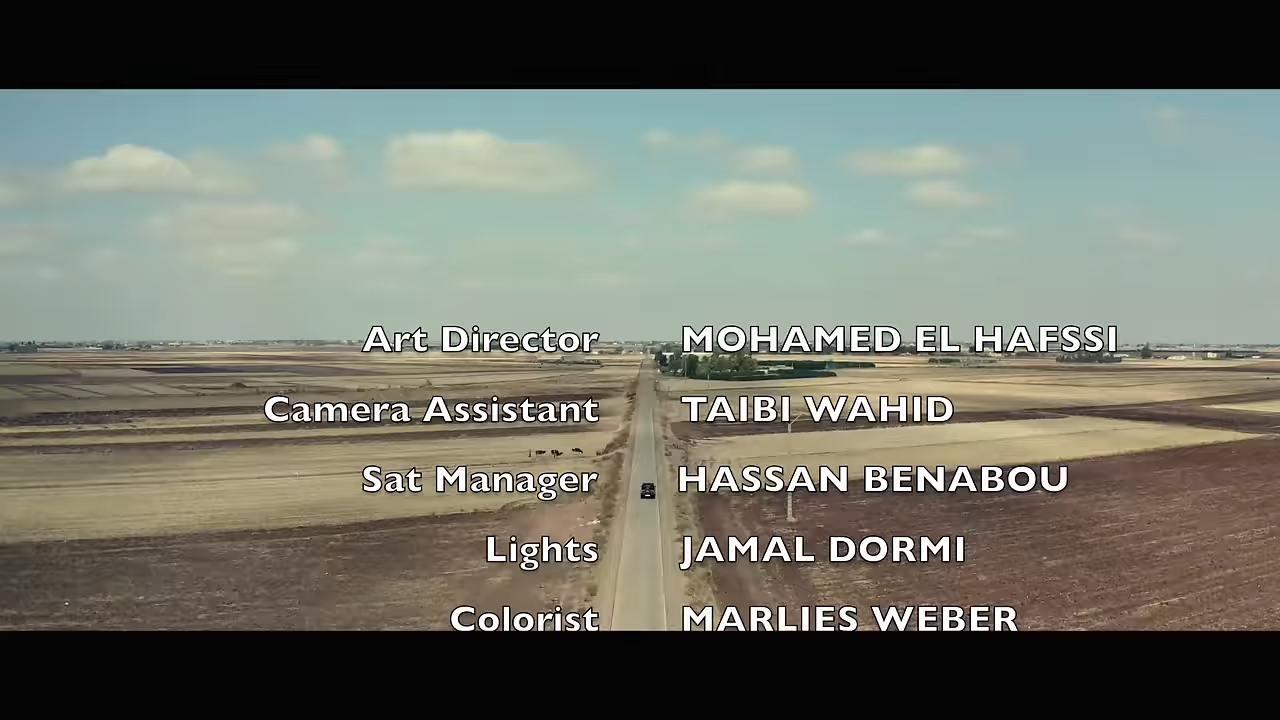 Art Director MOHAMED EL HAFSSI
Camera Assistant TAIBI WAHID
Sat Manager HASSAN BENABOU
Lights JAMAL DORMI
Colorist MARLIES WEBER